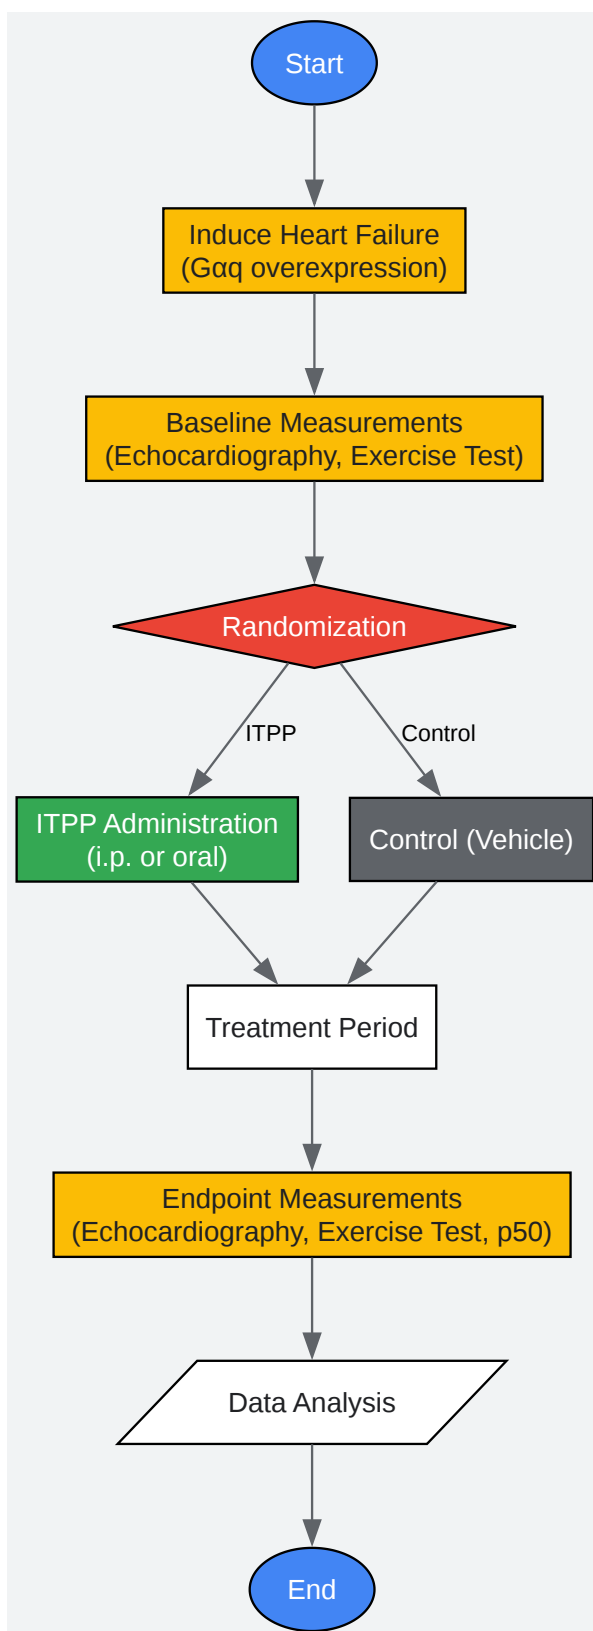 Start
Induce Heart Failure
(Gαq overexpression)
Baseline Measurements
(Echocardiography, Exercise Test)
Randomization
ITPP
Control
ITPP Administration
(i.p. or oral)
Control (Vehicle)
Treatment Period
Endpoint Measurements
(Echocardiography, Exercise Test, p50)
Data Analysis
End